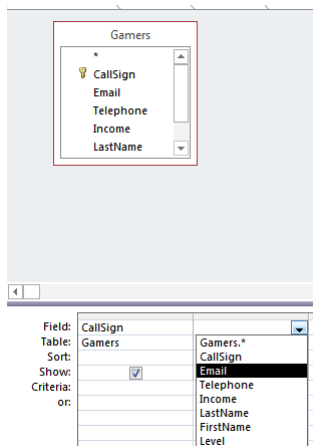 Gamers
*
CallSign
Email
Telephone
Income
LastName
Field: CallSign
Table: Gamers Gamers.*
Sort: CallSign
Show: Email
Criteria: Telephone
or: Income
LastName
FirstName
Level